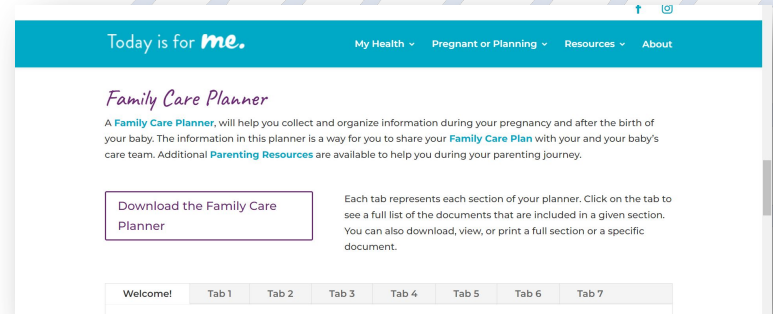 Today is for me.
My Health Pregnant or Planning Resources About
Family Care Planner
A Family Care Planner, will help you collect and organize information during your pregnancy and after the birth of
your baby. The information in this planner is a way for you to share your Family Care Plan with your and your baby's
care team. Additional Parenting Resources are available to help you during your parenting journey.
Download the Family Care
Planner
Each tab represents each section of your planner. Click on the tab to
see a full list of the documents that are included in a given section.
You can also download, view, or print a full section or a specific
document.
Welcome! Tab 1 Tab 2 Tab 3 Tab 4 Tab 5 Tab 6 Tab 7